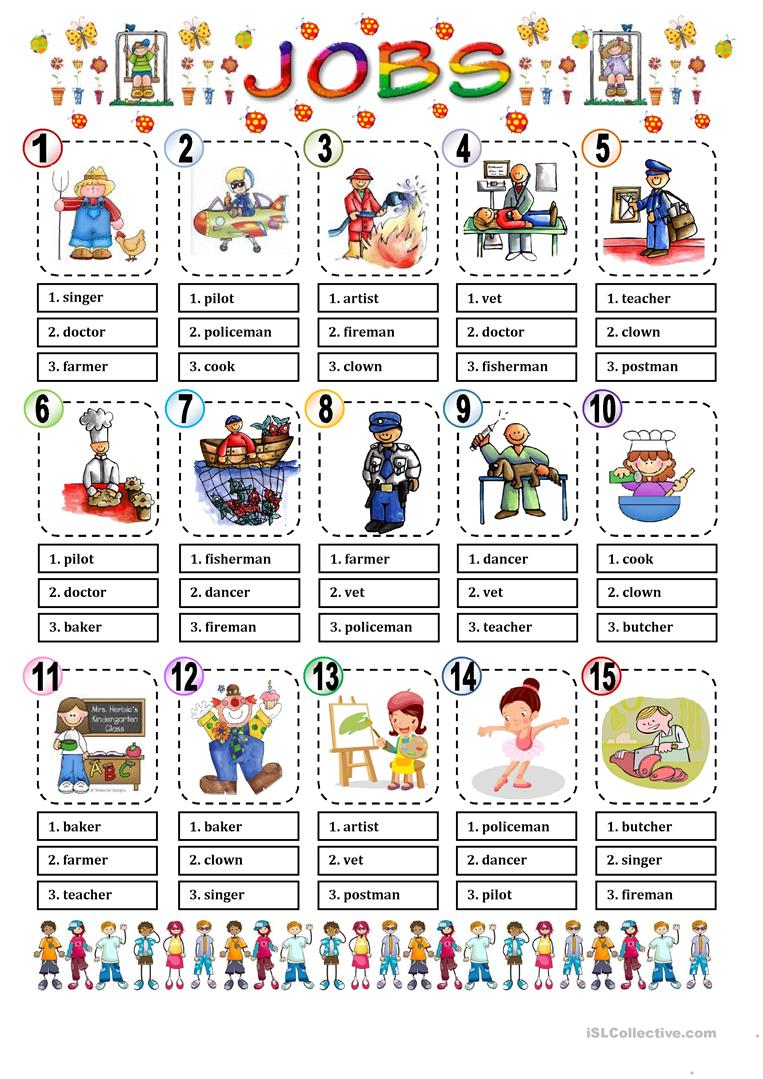 JOBS
1
2
3
4
5
1. singer
1. pilot
1. artist
1. vet
1. teacher
2. doctor
2. policeman
2. fireman
2. doctor
2. clown
3. farmer
3. cook
3. clown
3. fisherman
3. postman
6
7
8
9
10
1. pilot
1. fisherman
1. farmer
1. dancer
1. cook
2. doctor
2. dancer
2. vet
2. vet
2. clown
3. baker
3. fireman
3. policeman
3. teacher
3. butcher
11
12
13
14
15
Mrs. Herbic's
Kindergarten
Class
ABC
1. baker
1. baker
1. artist
1. policeman
1. butcher
2. farmer
2. clown
2. vet
2. dancer
2. singer
3. teacher
3. singer
3. postman
3. pilot
3. fireman
iSLCollective.com